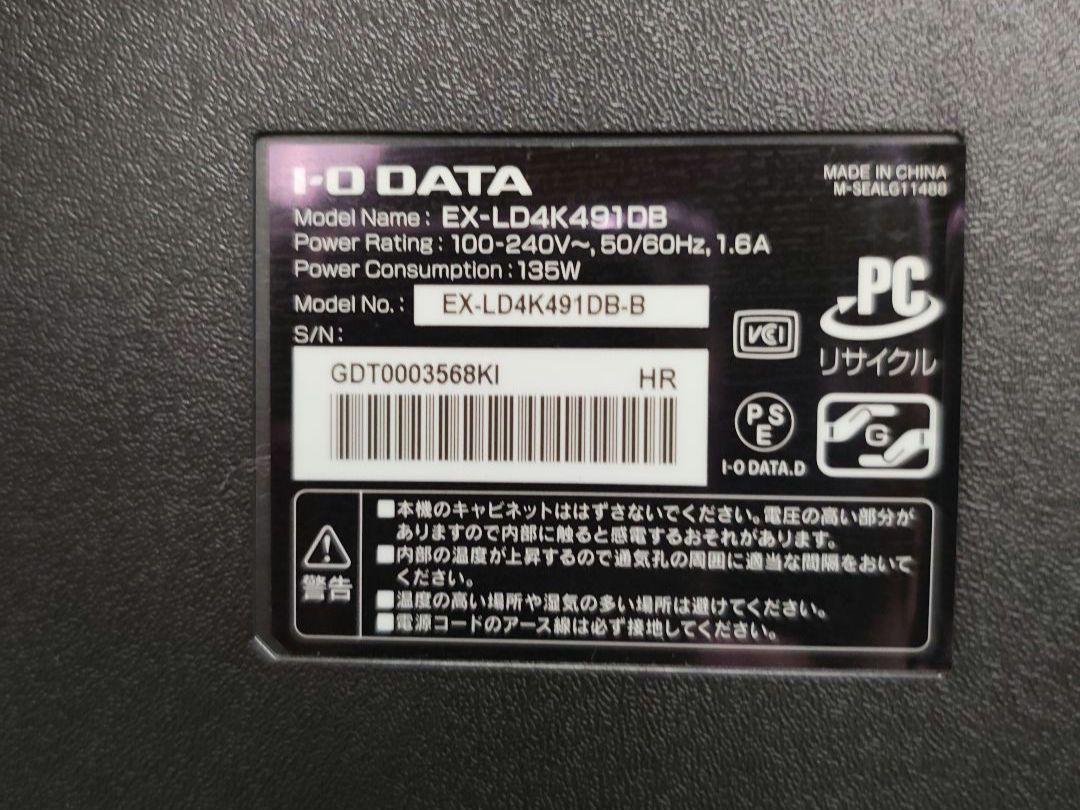 I-O DATA
MADE IN CHINA
M-SEALG11488
Model Name: EX-LD4K491DB
Power Rating: 100-240V~, 50/60Hz, 1.6A
Power Consumption: 135W
Model No.: EX-LD4K491DB-B
S/N:
GDT0003568KI HR
VCI
PC
リサイクル
PS
E
I-O DATA.D
G
警告
■本機のキャビネットははずさないでください。電圧の高い部分が
ありますので内部に触ると感電するおそれがあります。
■内部の温度が上昇するので通気孔の周囲に適当な間隔をおいて
ください。
■温度の高い場所や湿気の多い場所は避けてください。
■電源コードのアース線は必ず接地してください。